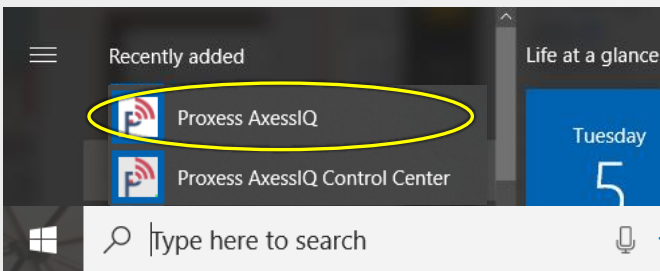 Recently added
Life at a glance
Proxess AxessIQ
Tuesday
5
Proxess AxessIQ Control Center
Type here to search